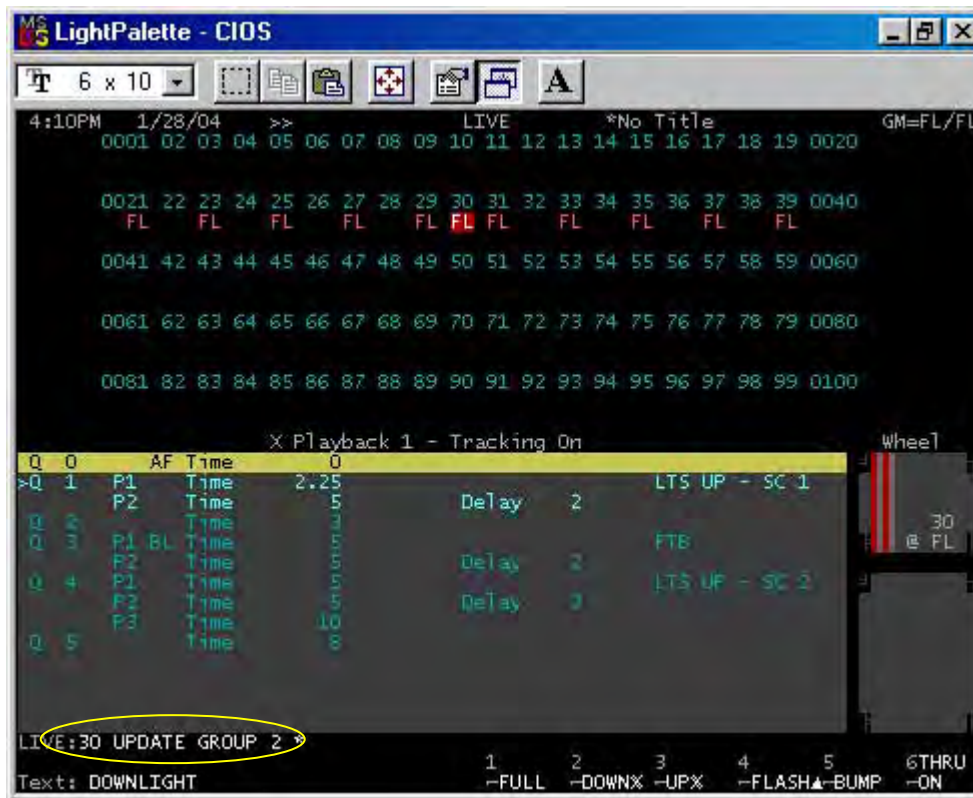 LightPalette - CIOS
6 x 10
A
4:10PM 1/28/04 >> LIVE *No Title GM=FL/FL
0001 02 03 04 05 06 07 08 09 10 11 12 13 14 15 16 17 18 19 0020
0021 22 23 24 25 26 27 28 29 30 31 32 33 34 35 36 37 38 39 0040
FL FL FL FL FL FL FL FL FL FL FL
0041 42 43 44 45 46 47 48 49 50 51 52 53 54 55 56 57 58 59 0060
0061 62 63 64 65 66 67 68 69 70 71 72 73 74 75 76 77 78 79 0080
0081 82 83 84 85 86 87 88 89 90 91 92 93 94 95 96 97 98 99 0100
X Playback 1 - Tracking On
Wheel
Q 0 AF Time 0
>Q 1 P1 Time 2.25 LTS UP - SC 1
P2 Time 5 Delay 2
Q 2 Time 3
Q 3 P1 BL Time 5 FTB
P2 Time 5 Delay 2
Q 4 P1 Time 5 LTS UP - SC 2
P2 Time 5 Delay
P3 Time 10
Q 5 Time 8
30
@ FL
LIVE:30 UPDATE GROUP 2 *
1 2 3 4 5 6THRU
Text: DOWNLIGHT ⌐FULL ⌐DOWN% ⌐UP% ⌐FLASH▲⌐BUMP ⌐ON